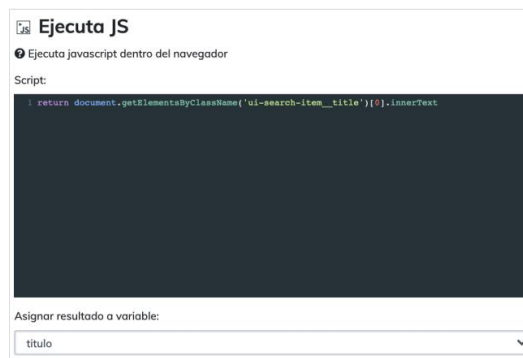 JS Ejecuta JS
? Ejecuta javascript dentro del navegador
Script:
1 return document.getElementsByClassName('ui-search-item__title')[0].innerText
Asignar resultado a variable:
titulo